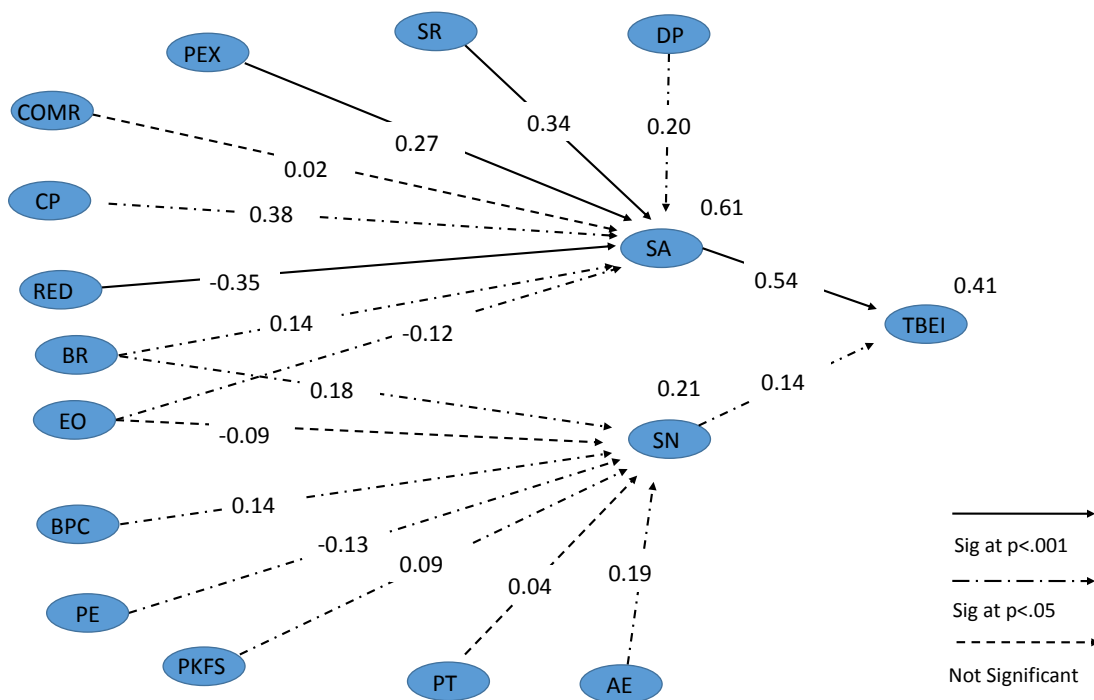 SR
DP
PEX
COMR
0.34
0.20
0.27
0.02
CP
0.38
0.61
SA
RED
-0.35
0.54
0.41
TBEI
BR
0.14
-0.12
0.18
0.21
0.14
EO
-0.09
SN
BPC
0.14
-0.13
0.09
0.04
0.19
PE
PKFS
PT
AE
Sig at p<.001
Sig at p<.05
Not Significant